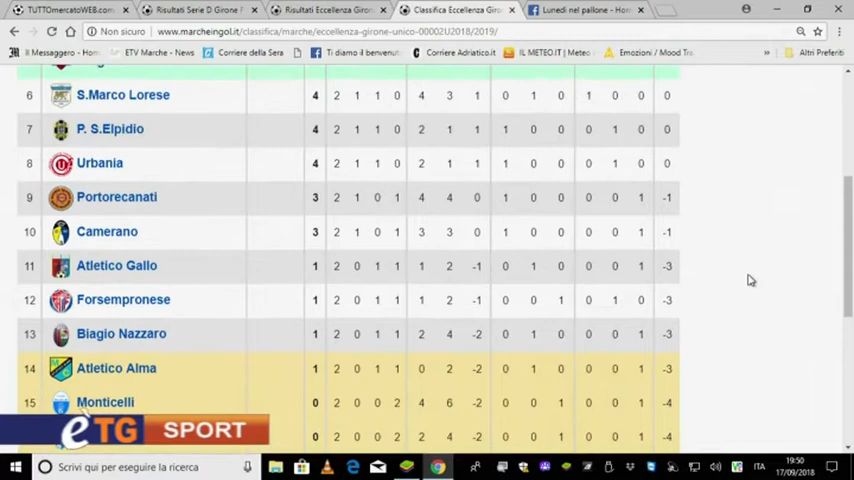 TUTTOmercatoWEB.com
Risultati Serie D Girone F
Risultati Eccellenza Girone
Classifica Eccellenza Giron
Lunedì nel pallone - Hom
Non sicuro
www.marcheingol.it/classifica/marche/eccellenza-girone-unico-00002U2018/2019/
Il Messaggero - Hom
ETV Marche - News
Corriere della Sera
Ti diamo il benvenut
Corriere Adriatico.it
IL METEO.IT | Meteo
Emozioni / Mood Trac
»
Altri Preferiti
6 S.Marco Lorese 4 2 1 1 0 4 3 1 0 1 0 1 0 0 0
7 P. S.Elpidio 4 2 1 1 0 2 1 1 1 0 0 0 1 0 0
8 Urbania 4 2 1 1 0 2 1 1 1 0 0 0 1 0 0
9 Portorecanati 3 2 1 0 1 4 4 0 1 0 0 0 0 1 -1
10 Camerano 3 2 1 0 1 3 3 0 1 0 0 0 0 1 -1
11 Atletico Gallo 1 2 0 1 1 1 2 -1 0 1 0 0 0 1 -3
12 Forsempronese 1 2 0 1 1 1 2 -1 0 0 1 0 1 0 -3
13 Biagio Nazzaro 1 2 0 1 1 2 4 -2 0 1 0 0 0 1 -3
14 Atletico Alma 1 2 0 1 1 0 2 -2 0 1 0 0 0 1 -3
15 Monticelli 0 2 0 0 2 4 6 -2 0 0 1 0 0 1 -4
0 2 0 0 2 2 4 -2 0 0 1 0 0 1 -4
èTG SPORT
Scrivi qui per eseguire la ricerca
ITA
19:50
17/09/2018